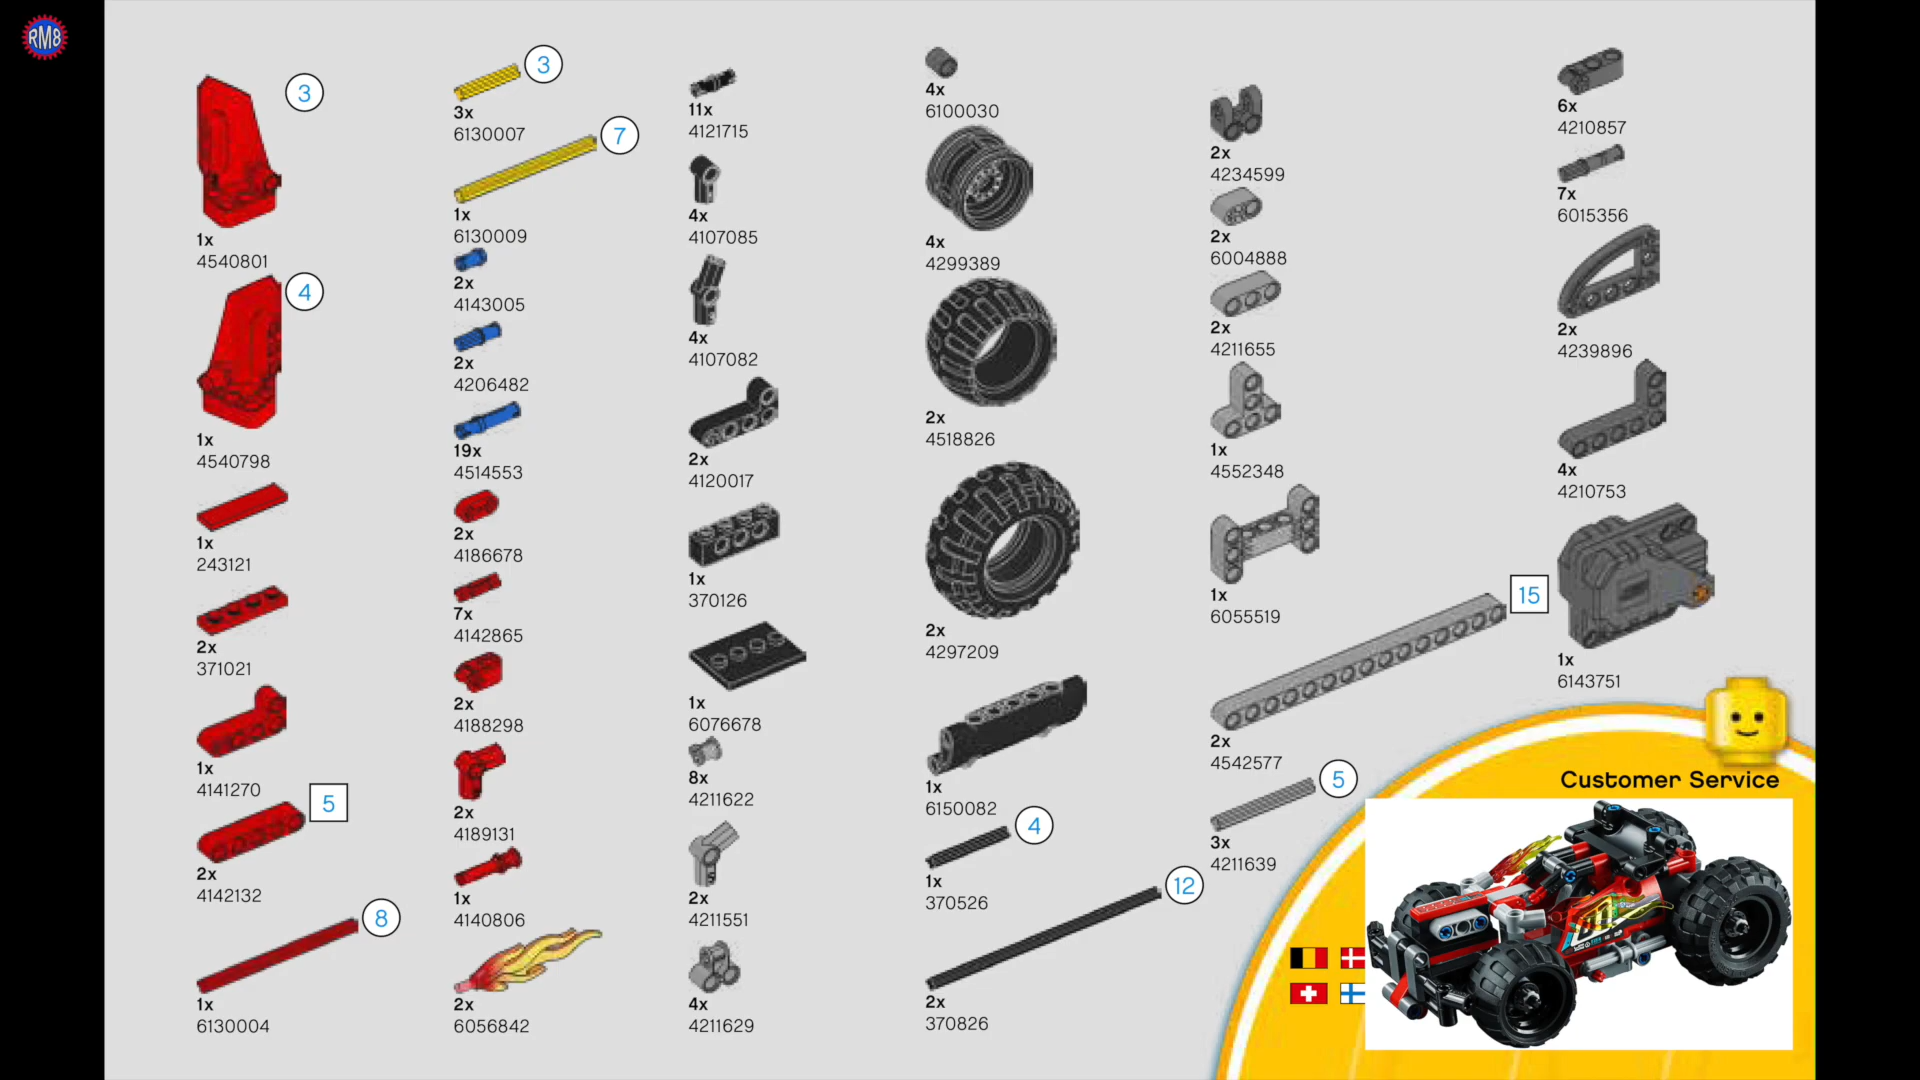 RM8
3
1x
4540801
4
1x
4540798
1x
243121
2x
371021
1x
4141270
5
2x
4142132
8
1x
6130004
3
3x
6130007
7
1x
6130009
2x
4143005
2x
4206482
19x
4514553
2x
4186678
7x
4142865
2x
4188298
2x
4189131
1x
4140806
2x
6056842
11x
4121715
4x
4107085
4x
4107082
2x
4120017
1x
370126
1x
6076678
8x
4211622
2x
4211551
4x
4211629
4x
6100030
4x
4299389
2x
4518826
2x
4297209
1x
6150082
4
1x
370526
12
2x
370826
2x
4234599
2x
6004888
2x
4211655
1x
4552348
1x
6055519
15
2x
4542577
5
3x
4211639
6x
4210857
7x
6015356
2x
4239896
4x
4210753
1x
6143751
Customer Service